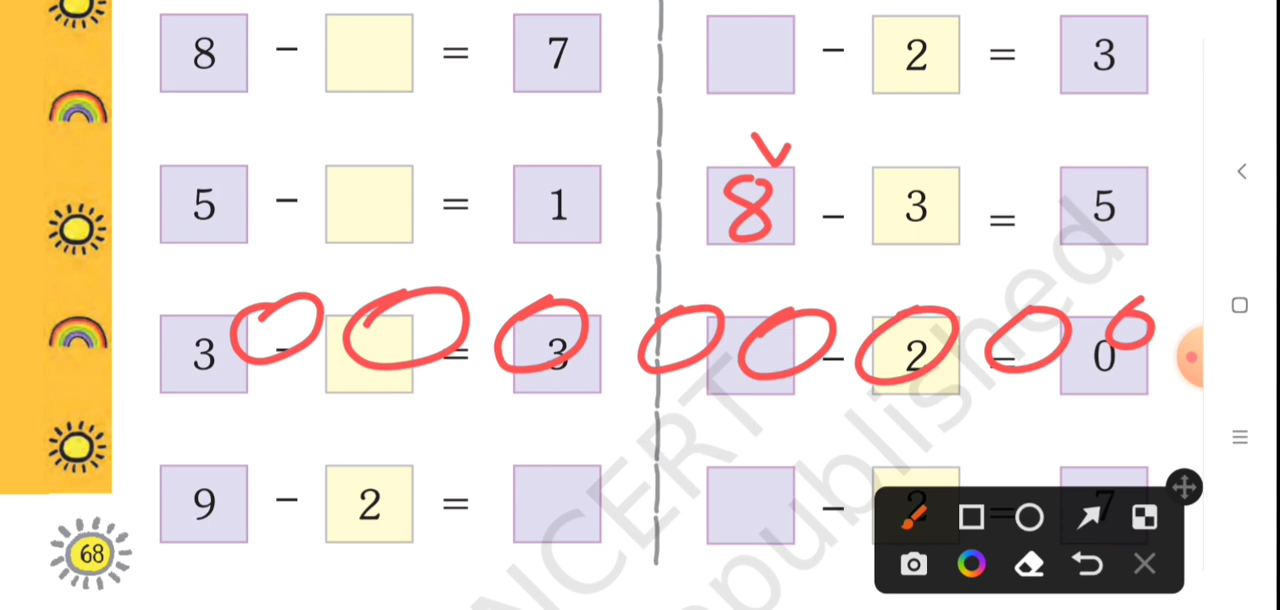 8 - = 7
- 2 = 3
5 - = 1
8 - 3 = 5
3 - = 3
- 2 = 0
9 - 2 =
- 2 = 7
68
NCERT
republished